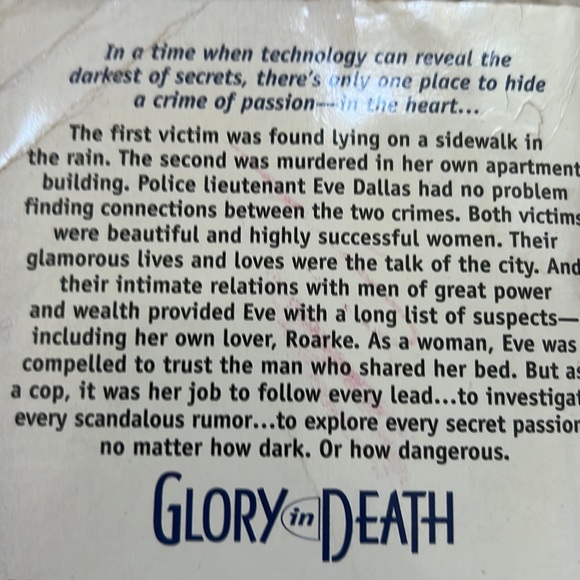 In a time when technology can reveal the
darkest of secrets, there's only one place to hide
a crime of passion—in the heart...
The first victim was found lying on a sidewalk in
the rain. The second was murdered in her own apartment
building. Police lieutenant Eve Dallas had no problem
finding connections between the two crimes. Both victims
were beautiful and highly successful women. Their
glamorous lives and loves were the talk of the city. And
their intimate relations with men of great power
and wealth provided Eve with a long list of suspects—
including her own lover, Roarke. As a woman, Eve was
compelled to trust the man who shared her bed. But as
a cop, it was her job to follow every lead...to investigat
every scandalous rumor...to explore every secret passion
no matter how dark. Or how dangerous.
GLORY in DEATH